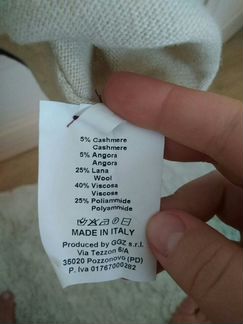 5% Cashmere
Cashmere
5% Angora
Angora
25% Lana
Wool
40% Viscosa
Viscose
25% Poliammide
Polyammide
MADE IN ITALY
Produced by GGZ s.r.l.
Via Tezzon 6/A
35020 Pozzonovo (PD)
P. Iva 01767000282